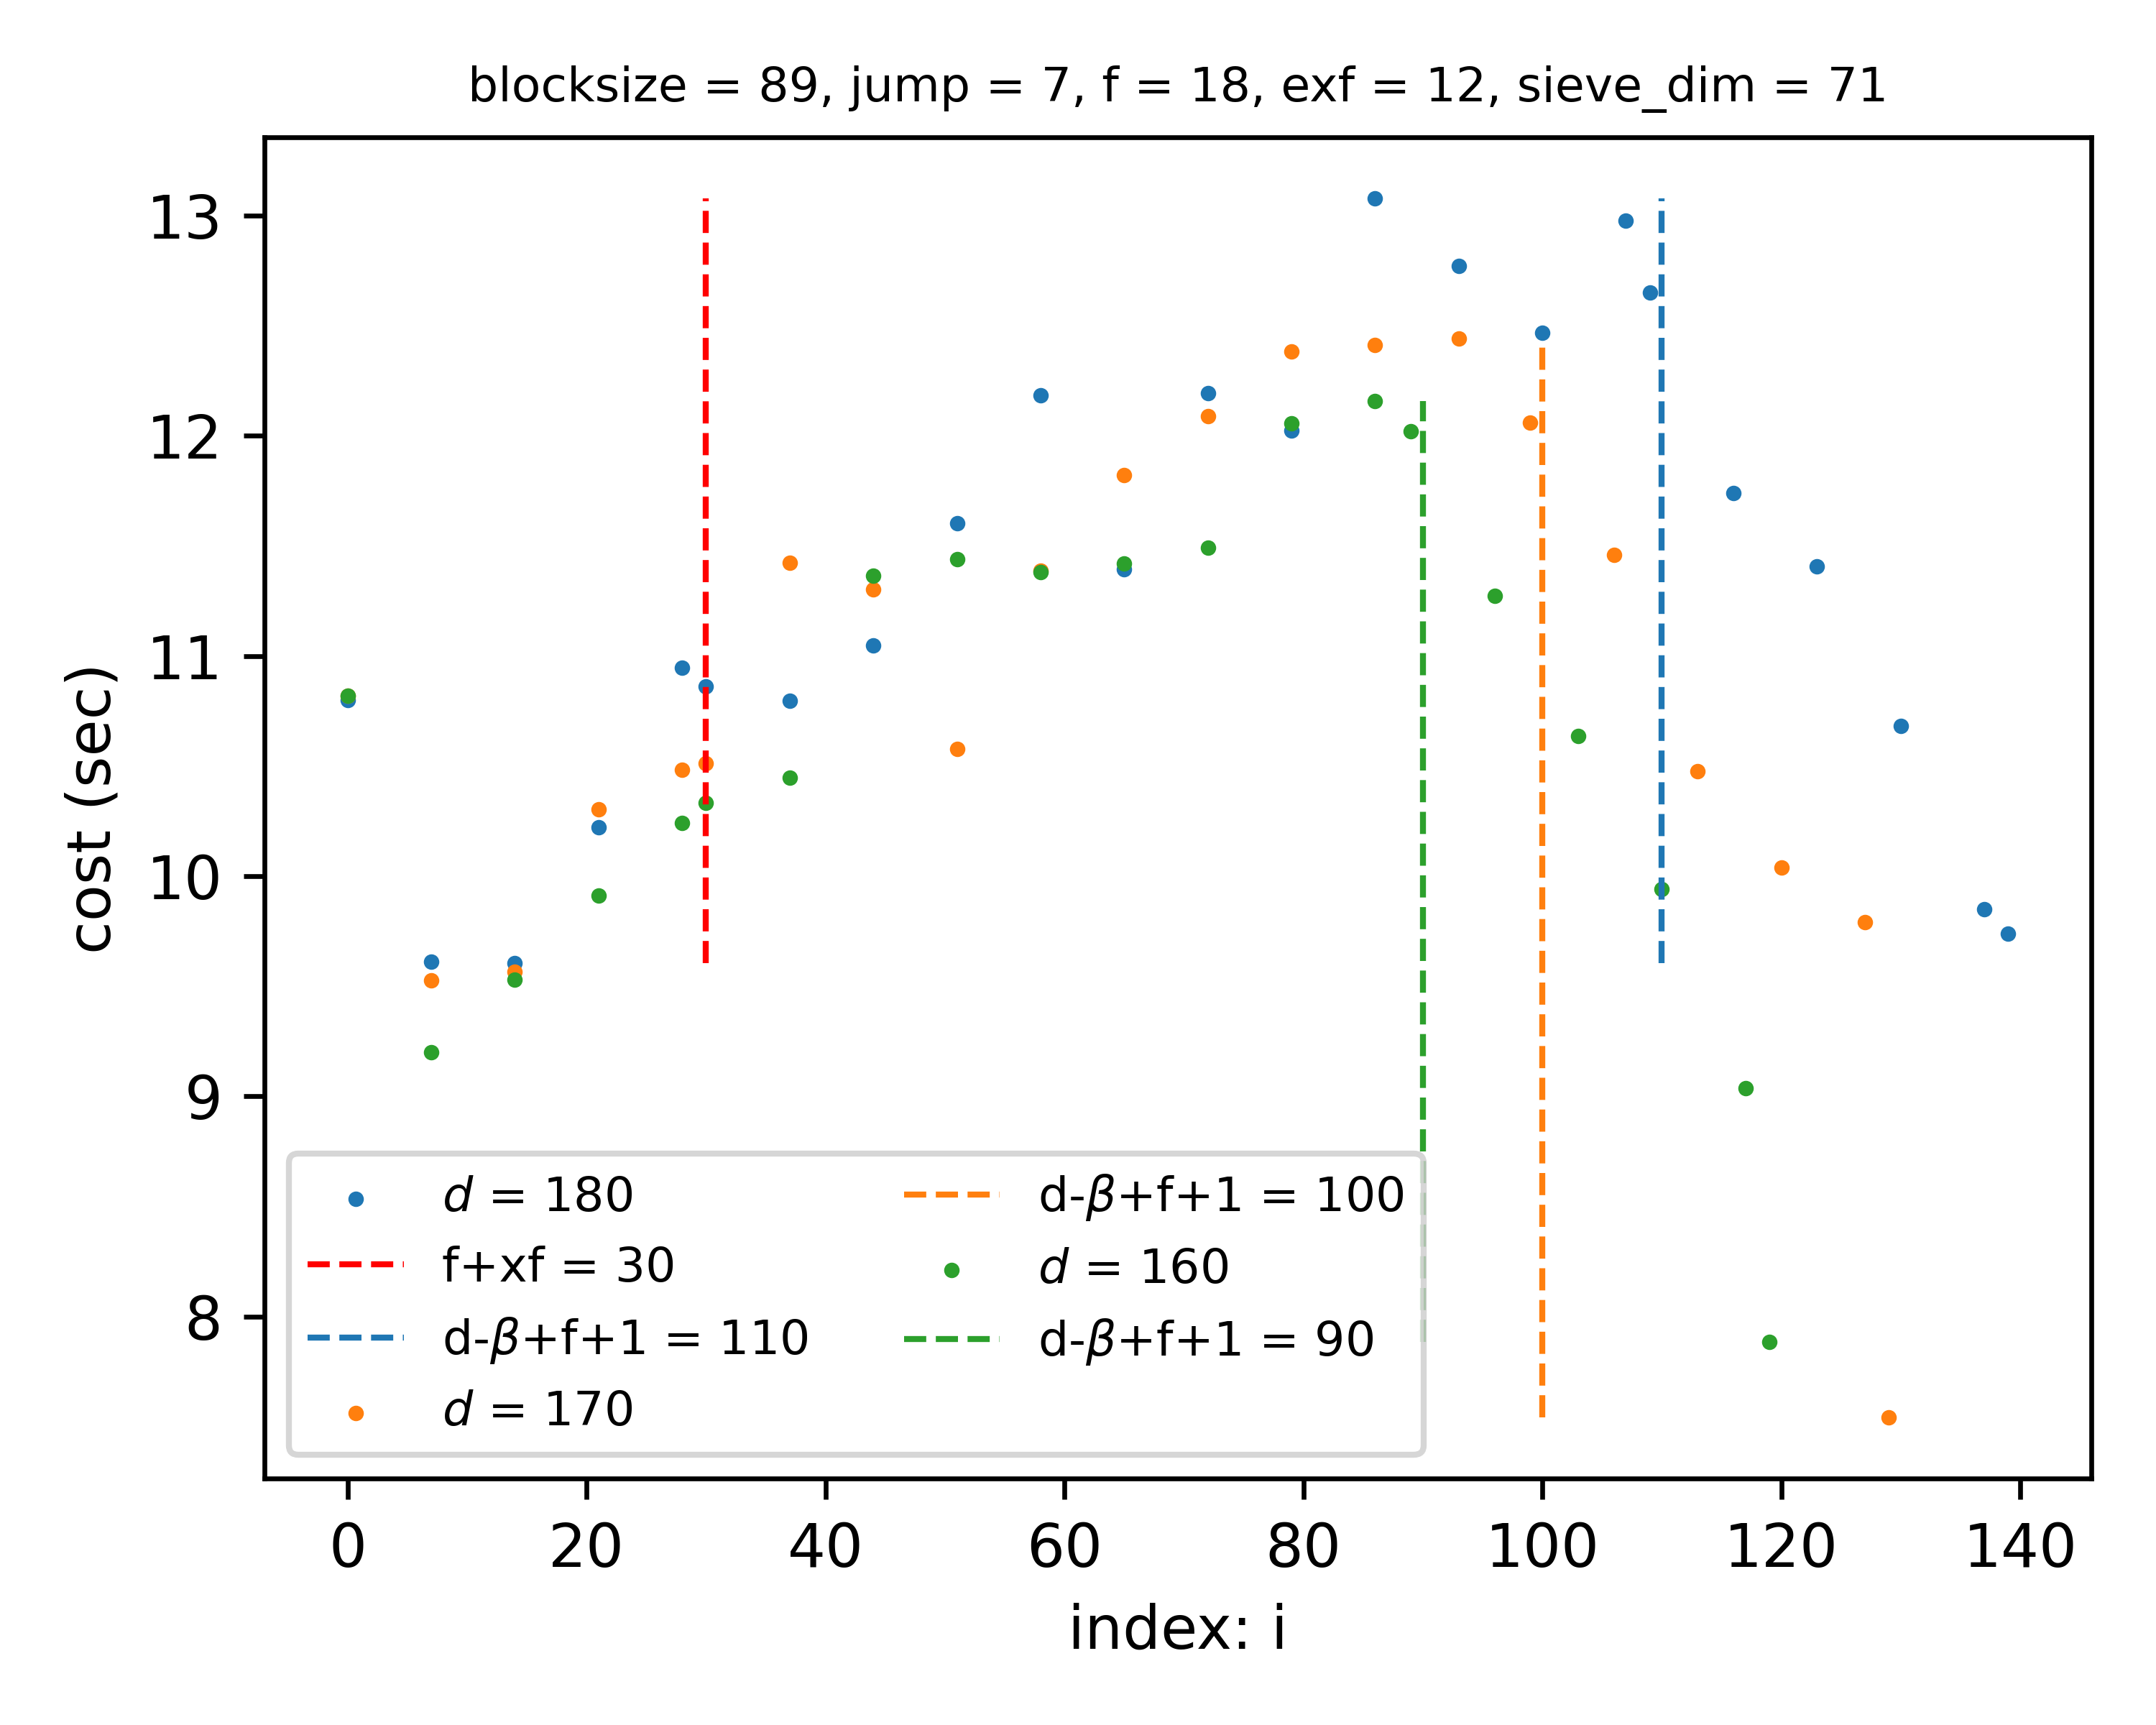 blocksize = 89, jump = 7, f = 18, exf = 12, sieve_dim = 71
13
12
11
10
9
8
cost (sec)
d = 180
f+xf = 30
d-β+f+1 = 110
d = 170
d-β+f+1 = 100
d = 160
d-β+f+1 = 90
0 20 40 60 80 100 120 140
index: i